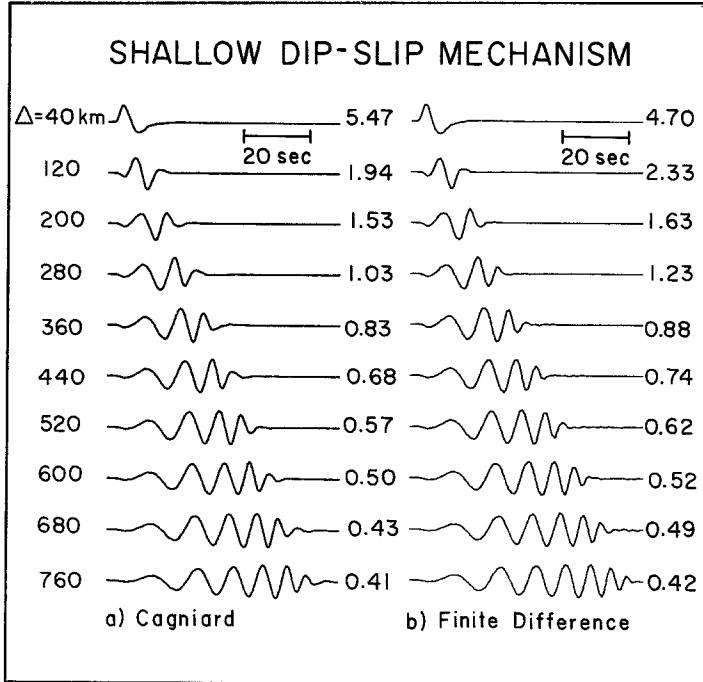 SHALLOW DIP-SLIP MECHANISM
Δ=40 km 5.47 4.70
20 sec 20 sec
120 1.94 2.33
200 1.53 1.63
280 1.03 1.23
360 0.83 0.88
440 0.68 0.74
520 0.57 0.62
600 0.50 0.52
680 0.43 0.49
760 0.41 0.42
a) Cagniard b) Finite Difference